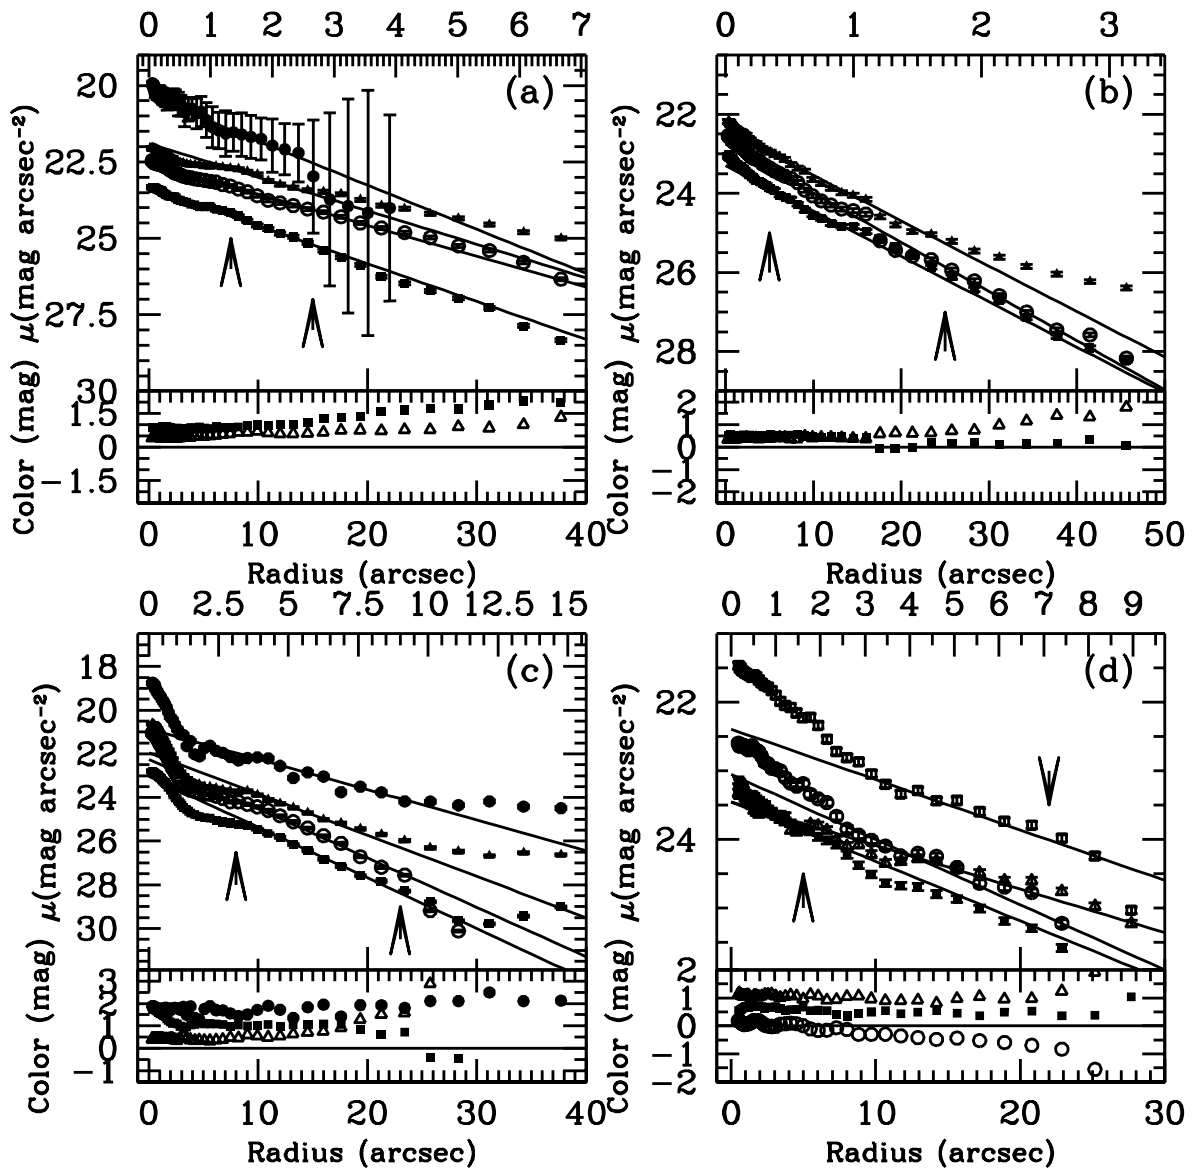 0 1 2 3 4 5 6 7
0 1 2 3
(a)
(b)
20
22.5
25
27.5
30
22
24
26
28
μ(mag arcsec−2)
μ(mag arcsec−2)
1.5
0
−1.5
2
1
0
−1
−2
Color (mag)
Color (mag)
0 10 20 30 40
0 10 20 30 40 50
Radius (arcsec)
Radius (arcsec)
0 2.5 5 7.5 10 12.5 15
0 1 2 3 4 5 6 7 8 9
(c)
(d)
18
20
22
24
26
28
30
22
24
μ(mag arcsec−2)
μ(mag arcsec−2)
3
2
1
0
−1
2
1
0
−1
−2
Color (mag)
Color (mag)
0 10 20 30 40
0 10 20 30
Radius (arcsec)
Radius (arcsec)